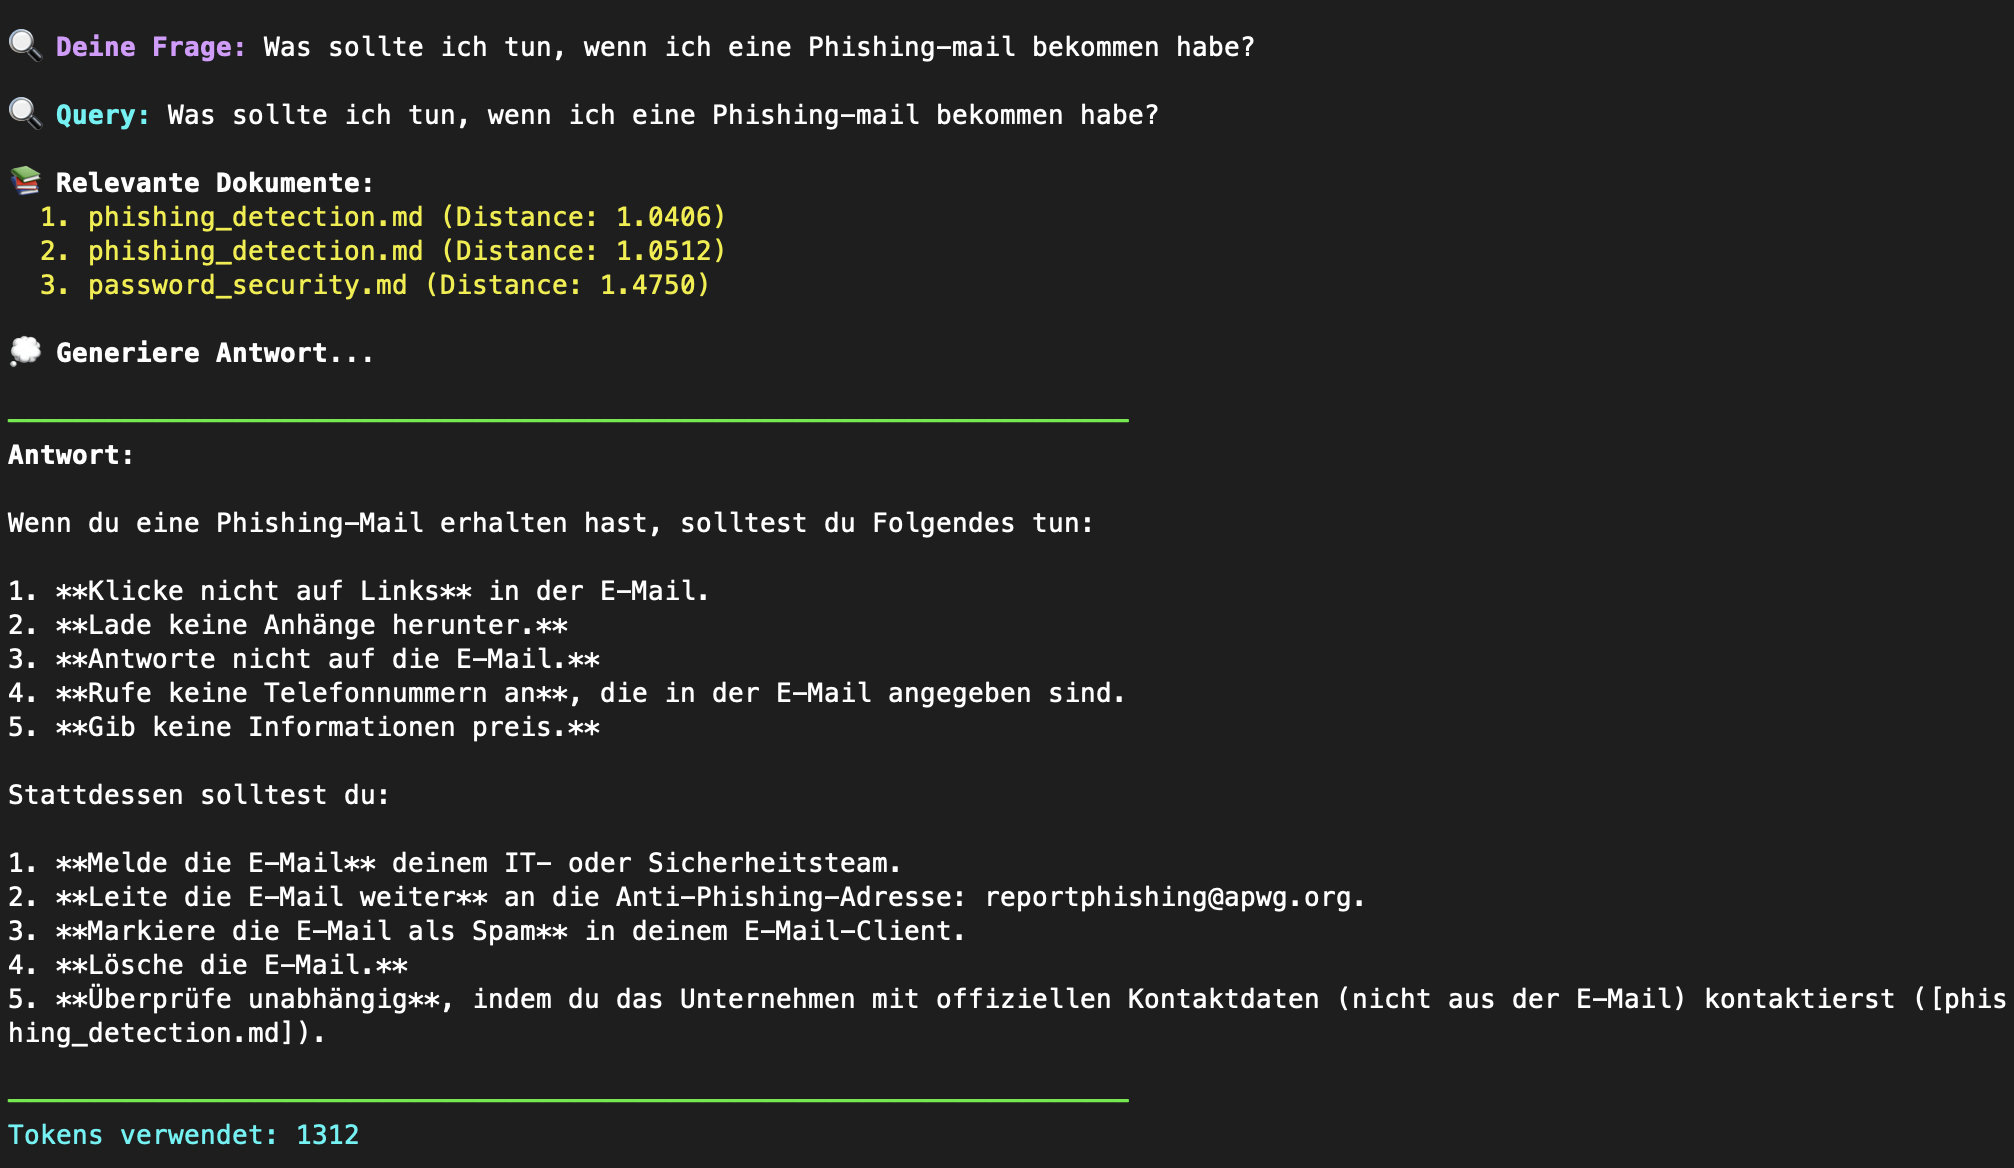 🔍 Deine Frage: Was sollte ich tun, wenn ich eine Phishing-mail bekommen habe?
🔍 Query: Was sollte ich tun, wenn ich eine Phishing-mail bekommen habe?
📚 Relevante Dokumente:
1. phishing_detection.md (Distance: 1.0406)
2. phishing_detection.md (Distance: 1.0512)
3. password_security.md (Distance: 1.4750)
💭 Generiere Antwort...
Antwort:
Wenn du eine Phishing-Mail erhalten hast, solltest du Folgendes tun:
1. **Klicke nicht auf Links** in der E-Mail.
2. **Lade keine Anhänge herunter.**
3. **Antworte nicht auf die E-Mail.**
4. **Rufe keine Telefonnummern an**, die in der E-Mail angegeben sind.
5. **Gib keine Informationen preis.**
Stattdessen solltest du:
1. **Melde die E-Mail** deinem IT- oder Sicherheitsteam.
2. **Leite die E-Mail weiter** an die Anti-Phishing-Adresse: reportphishing@apwg.org.
3. **Markiere die E-Mail als Spam** in deinem E-Mail-Client.
4. **Lösche die E-Mail.**
5. **Überprüfe unabhängig**, indem du das Unternehmen mit offiziellen Kontaktdaten (nicht aus der E-Mail) kontaktierst ([phis
hing_detection.md]).
Tokens verwendet: 1312